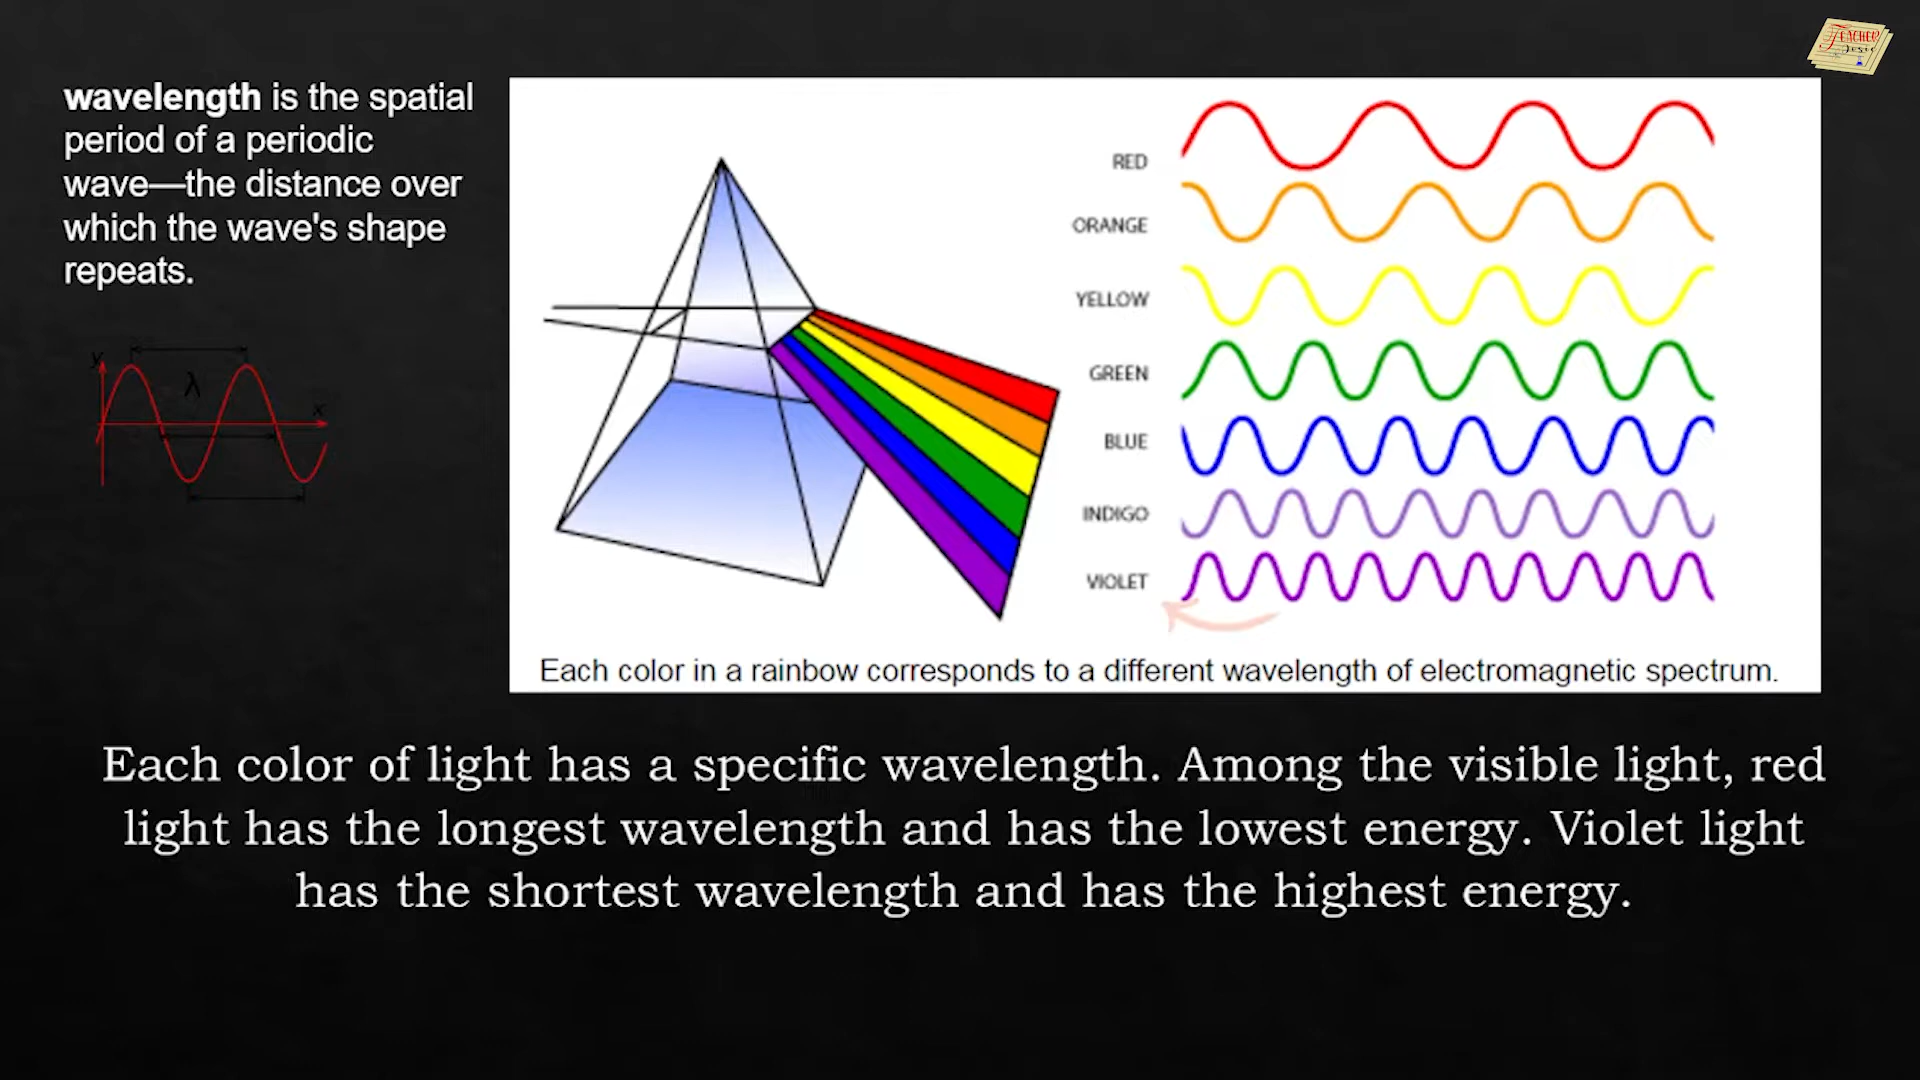 TEACHER
wavelength is the spatial
period of a periodic
wave—the distance over
which the wave's shape
repeats.
y
λ
x
RED
ORANGE
YELLOW
GREEN
BLUE
INDIGO
VIOLET
Each color in a rainbow corresponds to a different wavelength of electromagnetic spectrum.
Each color of light has a specific wavelength. Among the visible light, red
light has the longest wavelength and has the lowest energy. Violet light
has the shortest wavelength and has the highest energy.